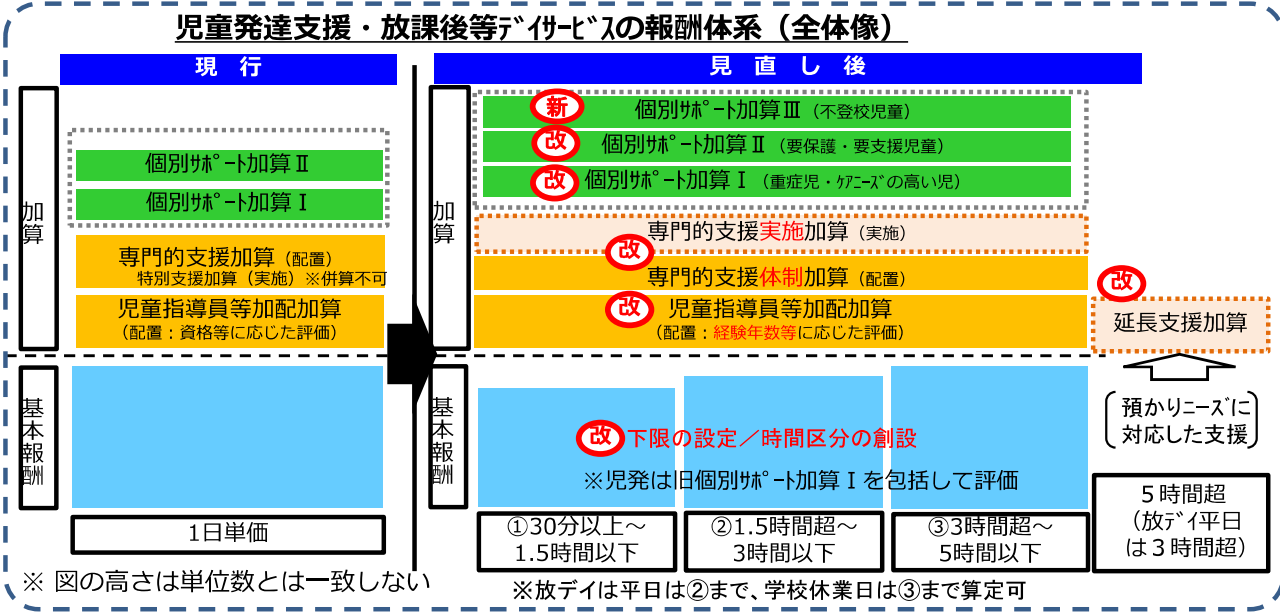 児童発達支援・放課後等ﾃﾞｲｻｰﾋﾞｽの報酬体系（全体像）
現 行
加算
個別ｻﾎﾟｰﾄ加算Ⅱ
個別ｻﾎﾟｰﾄ加算Ⅰ
専門的支援加算（配置）
特別支援加算（実施）※併算不可
児童指導員等加配加算
（配置：資格等に応じた評価）
基本報酬
1日単価
※ 図の高さは単位数とは一致しない
見 直 し 後
加算
新
個別ｻﾎﾟｰﾄ加算Ⅲ（不登校児童）
改
個別ｻﾎﾟｰﾄ加算Ⅱ（要保護・要支援児童）
改
個別ｻﾎﾟｰﾄ加算Ⅰ（重症児・ｹｱﾆｰｽﾞの高い児）
専門的支援実施加算（実施）
改
専門的支援体制加算（配置）
改
児童指導員等加配加算
（配置：経験年数等に応じた評価）
改
延長支援加算
預かりﾆｰｽﾞに
対応した支援
基本報酬
改
下限の設定／時間区分の創設
※児発は旧個別ｻﾎﾟｰﾄ加算Ⅰを包括して評価
①30分以上～
1.5時間以下
②1.5時間超～
3時間以下
③3時間超～
5時間以下
５時間超
（放ﾃﾞｲ平日
は３時間超）
※放デイは平日は②まで、学校休業日は③まで算定可